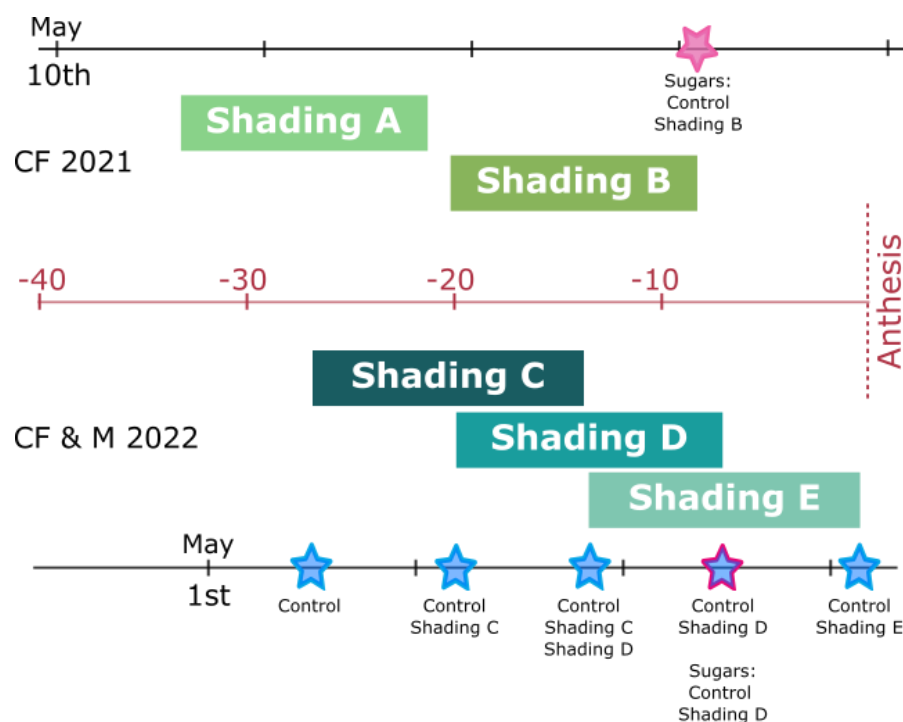 May
10th
Sugars:
Control
Shading B
Shading A
CF 2021
Shading B
-40
-30
-20
-10
Anthesis
Shading C
CF & M 2022
Shading D
Shading E
May
1st
Control
Control
Shading C
Control
Shading C
Shading D
Control
Shading D
Sugars:
Control
Shading D
Control
Shading E